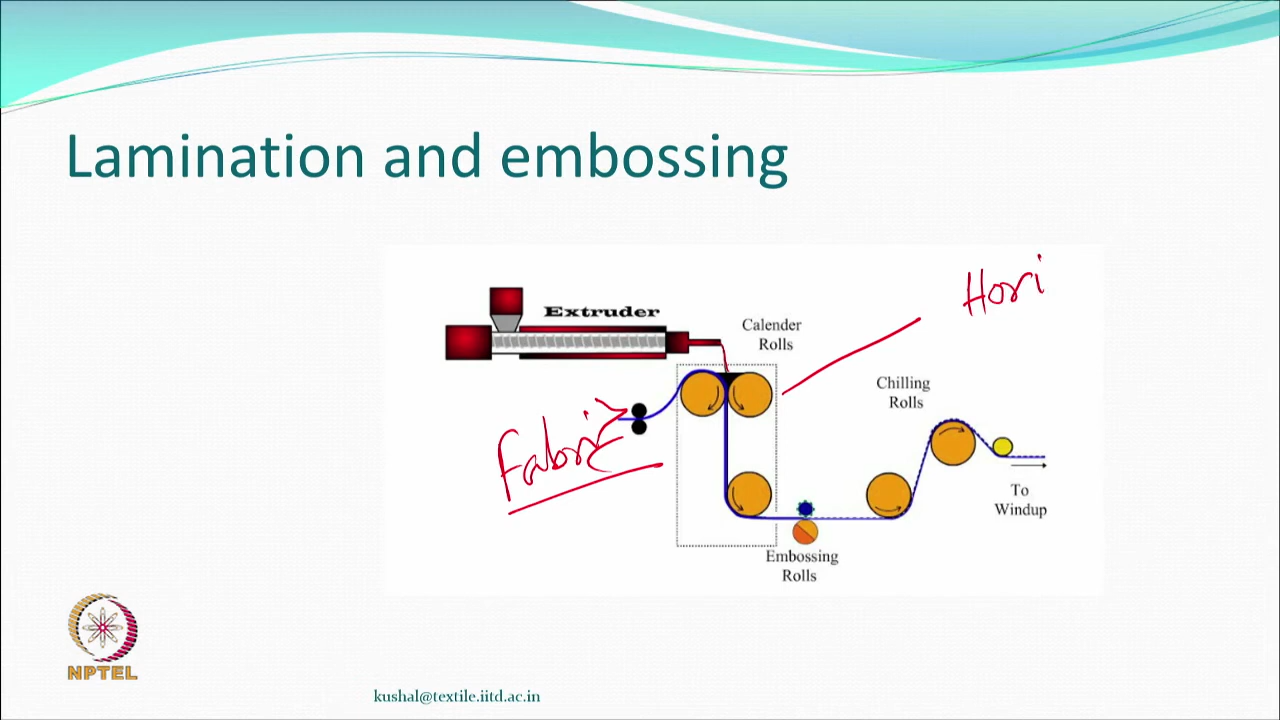 Lamination and embossing
Extruder
Calender
Rolls
Hori
Fabric
Chilling
Rolls
To
Windup
Embossing
Rolls
NPTEL
kushal@textile.iitd.ac.in